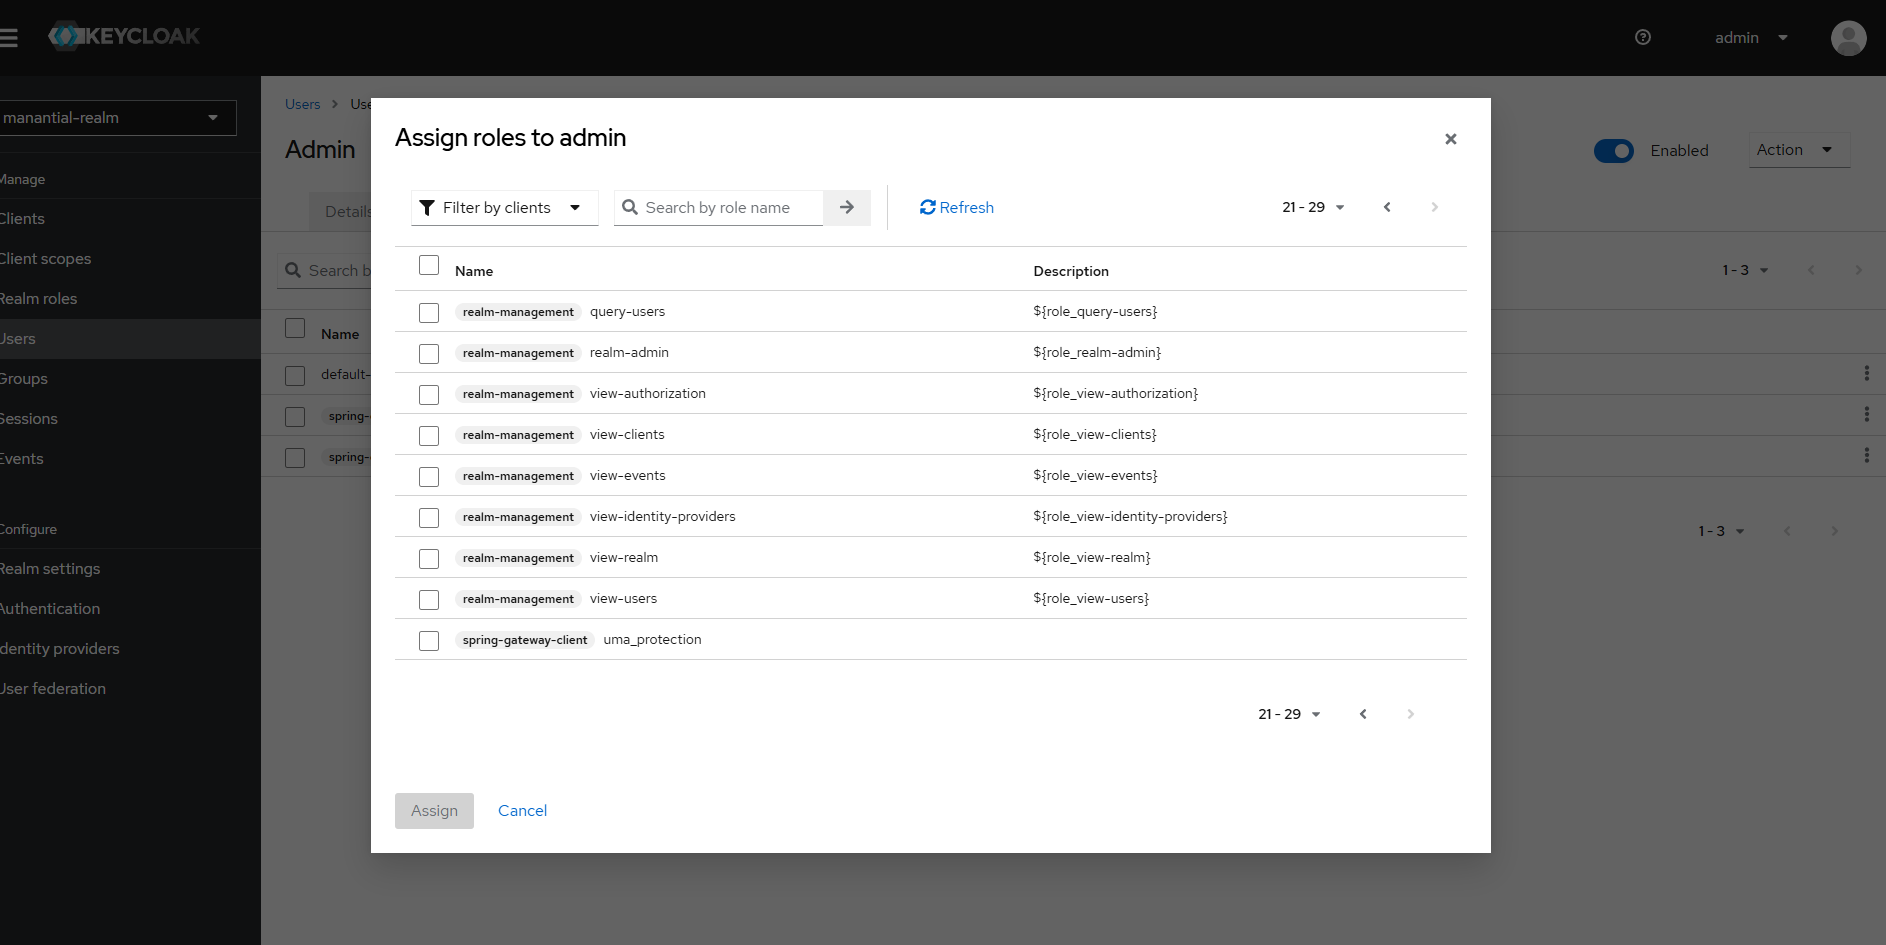 KEYCLOAK
admin
manantial-realm
Manage
Clients
Client scopes
Realm roles
Users
Groups
Sessions
Events
Configure
Realm settings
Authentication
Identity providers
User federation
Users
Use
Admin
Enabled
Action
Details
Search b
1 - 3
Name
default-
spring-
spring-
1 - 3
Assign roles to admin
Filter by clients
Search by role name
Refresh
21 - 29
Name Description
realm-management query-users ${role_query-users}
realm-management realm-admin ${role_realm-admin}
realm-management view-authorization ${role_view-authorization}
realm-management view-clients ${role_view-clients}
realm-management view-events ${role_view-events}
realm-management view-identity-providers ${role_view-identity-providers}
realm-management view-realm ${role_view-realm}
realm-management view-users ${role_view-users}
spring-gateway-client uma_protection
21 - 29
Assign Cancel